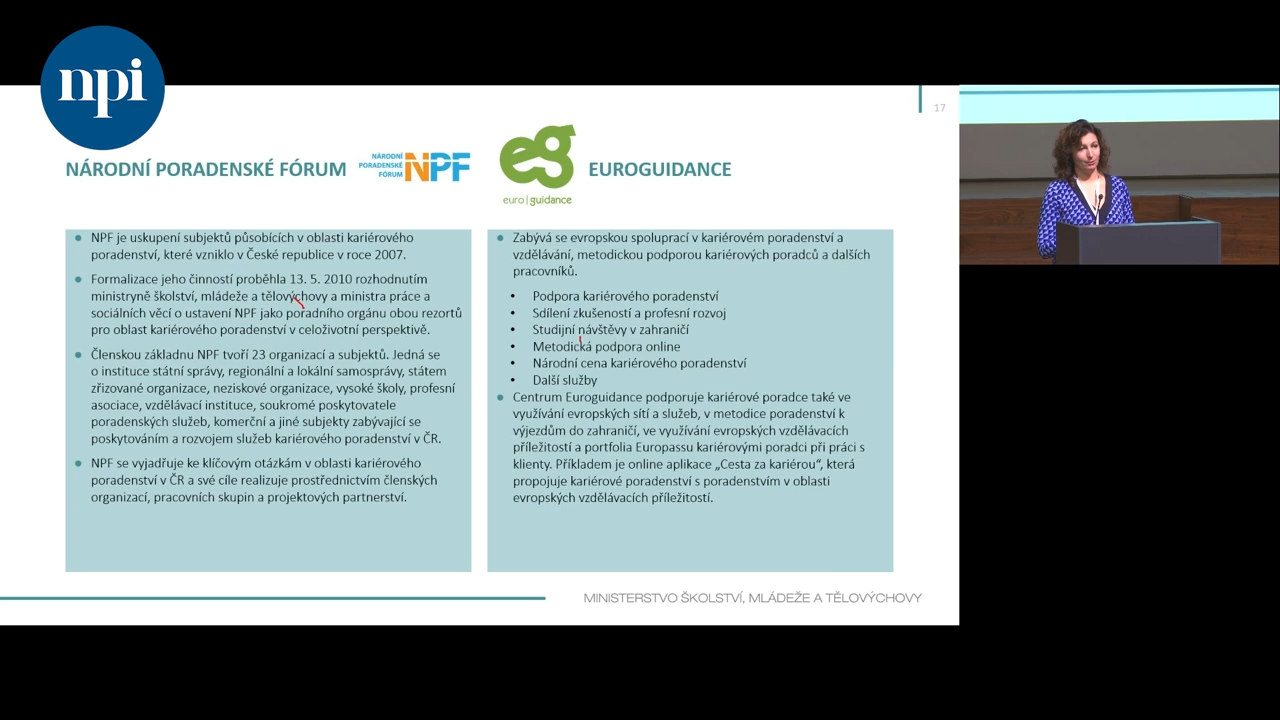 npi
17
NÁRODNÍ PORADENSKÉ FÓRUM
NÁRODNÍ
PORADENSKÉ
FÓRUM
NPF
eg
euro|guidance
EUROGUIDANCE
NPF je uskupení subjektů působících v oblasti kariérového
poradenství, které vzniklo v České republice v roce 2007.
Formalizace jeho činností proběhla 13. 5. 2010 rozhodnutím
ministryně školství, mládeže a tělovýchovy a ministra práce a
sociálních věcí o ustavení NPF jako poradního orgánu obou rezortů
pro oblast kariérového poradenství v celoživotní perspektivě.
Členskou základnu NPF tvoří 23 organizací a subjektů. Jedná se
o instituce státní správy, regionální a lokální samosprávy, státem
zřizované organizace, neziskové organizace, vysoké školy, profesní
asociace, vzdělávací instituce, soukromé poskytovatele
poradenských služeb, komerční a jiné subjekty zabývající se
poskytováním a rozvojem služeb kariérového poradenství v ČR.
NPF se vyjadřuje ke klíčovým otázkám v oblasti kariérového
poradenství v ČR a své cíle realizuje prostřednictvím členských
organizací, pracovních skupin a projektových partnerství.
Zabývá se evropskou spoluprací v kariérovém poradenství a
vzdělávání, metodickou podporou kariérových poradců a dalších
pracovníků.
• Podpora kariérového poradenství
• Sdílení zkušeností a profesní rozvoj
• Studijní návštěvy v zahraničí
• Metodická podpora online
• Národní cena kariérového poradenství
• Další služby
Centrum Euroguidance podporuje kariérové poradce také ve
využívání evropských sítí a služeb, v metodice poradenství k
výjezdům do zahraničí, ve využívání evropských vzdělávacích
příležitostí a portfolia Europassu kariérovými poradci při práci s
klienty. Příkladem je online aplikace „Cesta za kariérou“, která
propojuje kariérové poradenství s poradenstvím v oblasti
evropských vzdělávacích příležitostí.
MINISTERSTVO ŠKOLSTVÍ, MLÁDEŽE A TĚLOVÝCHOVY